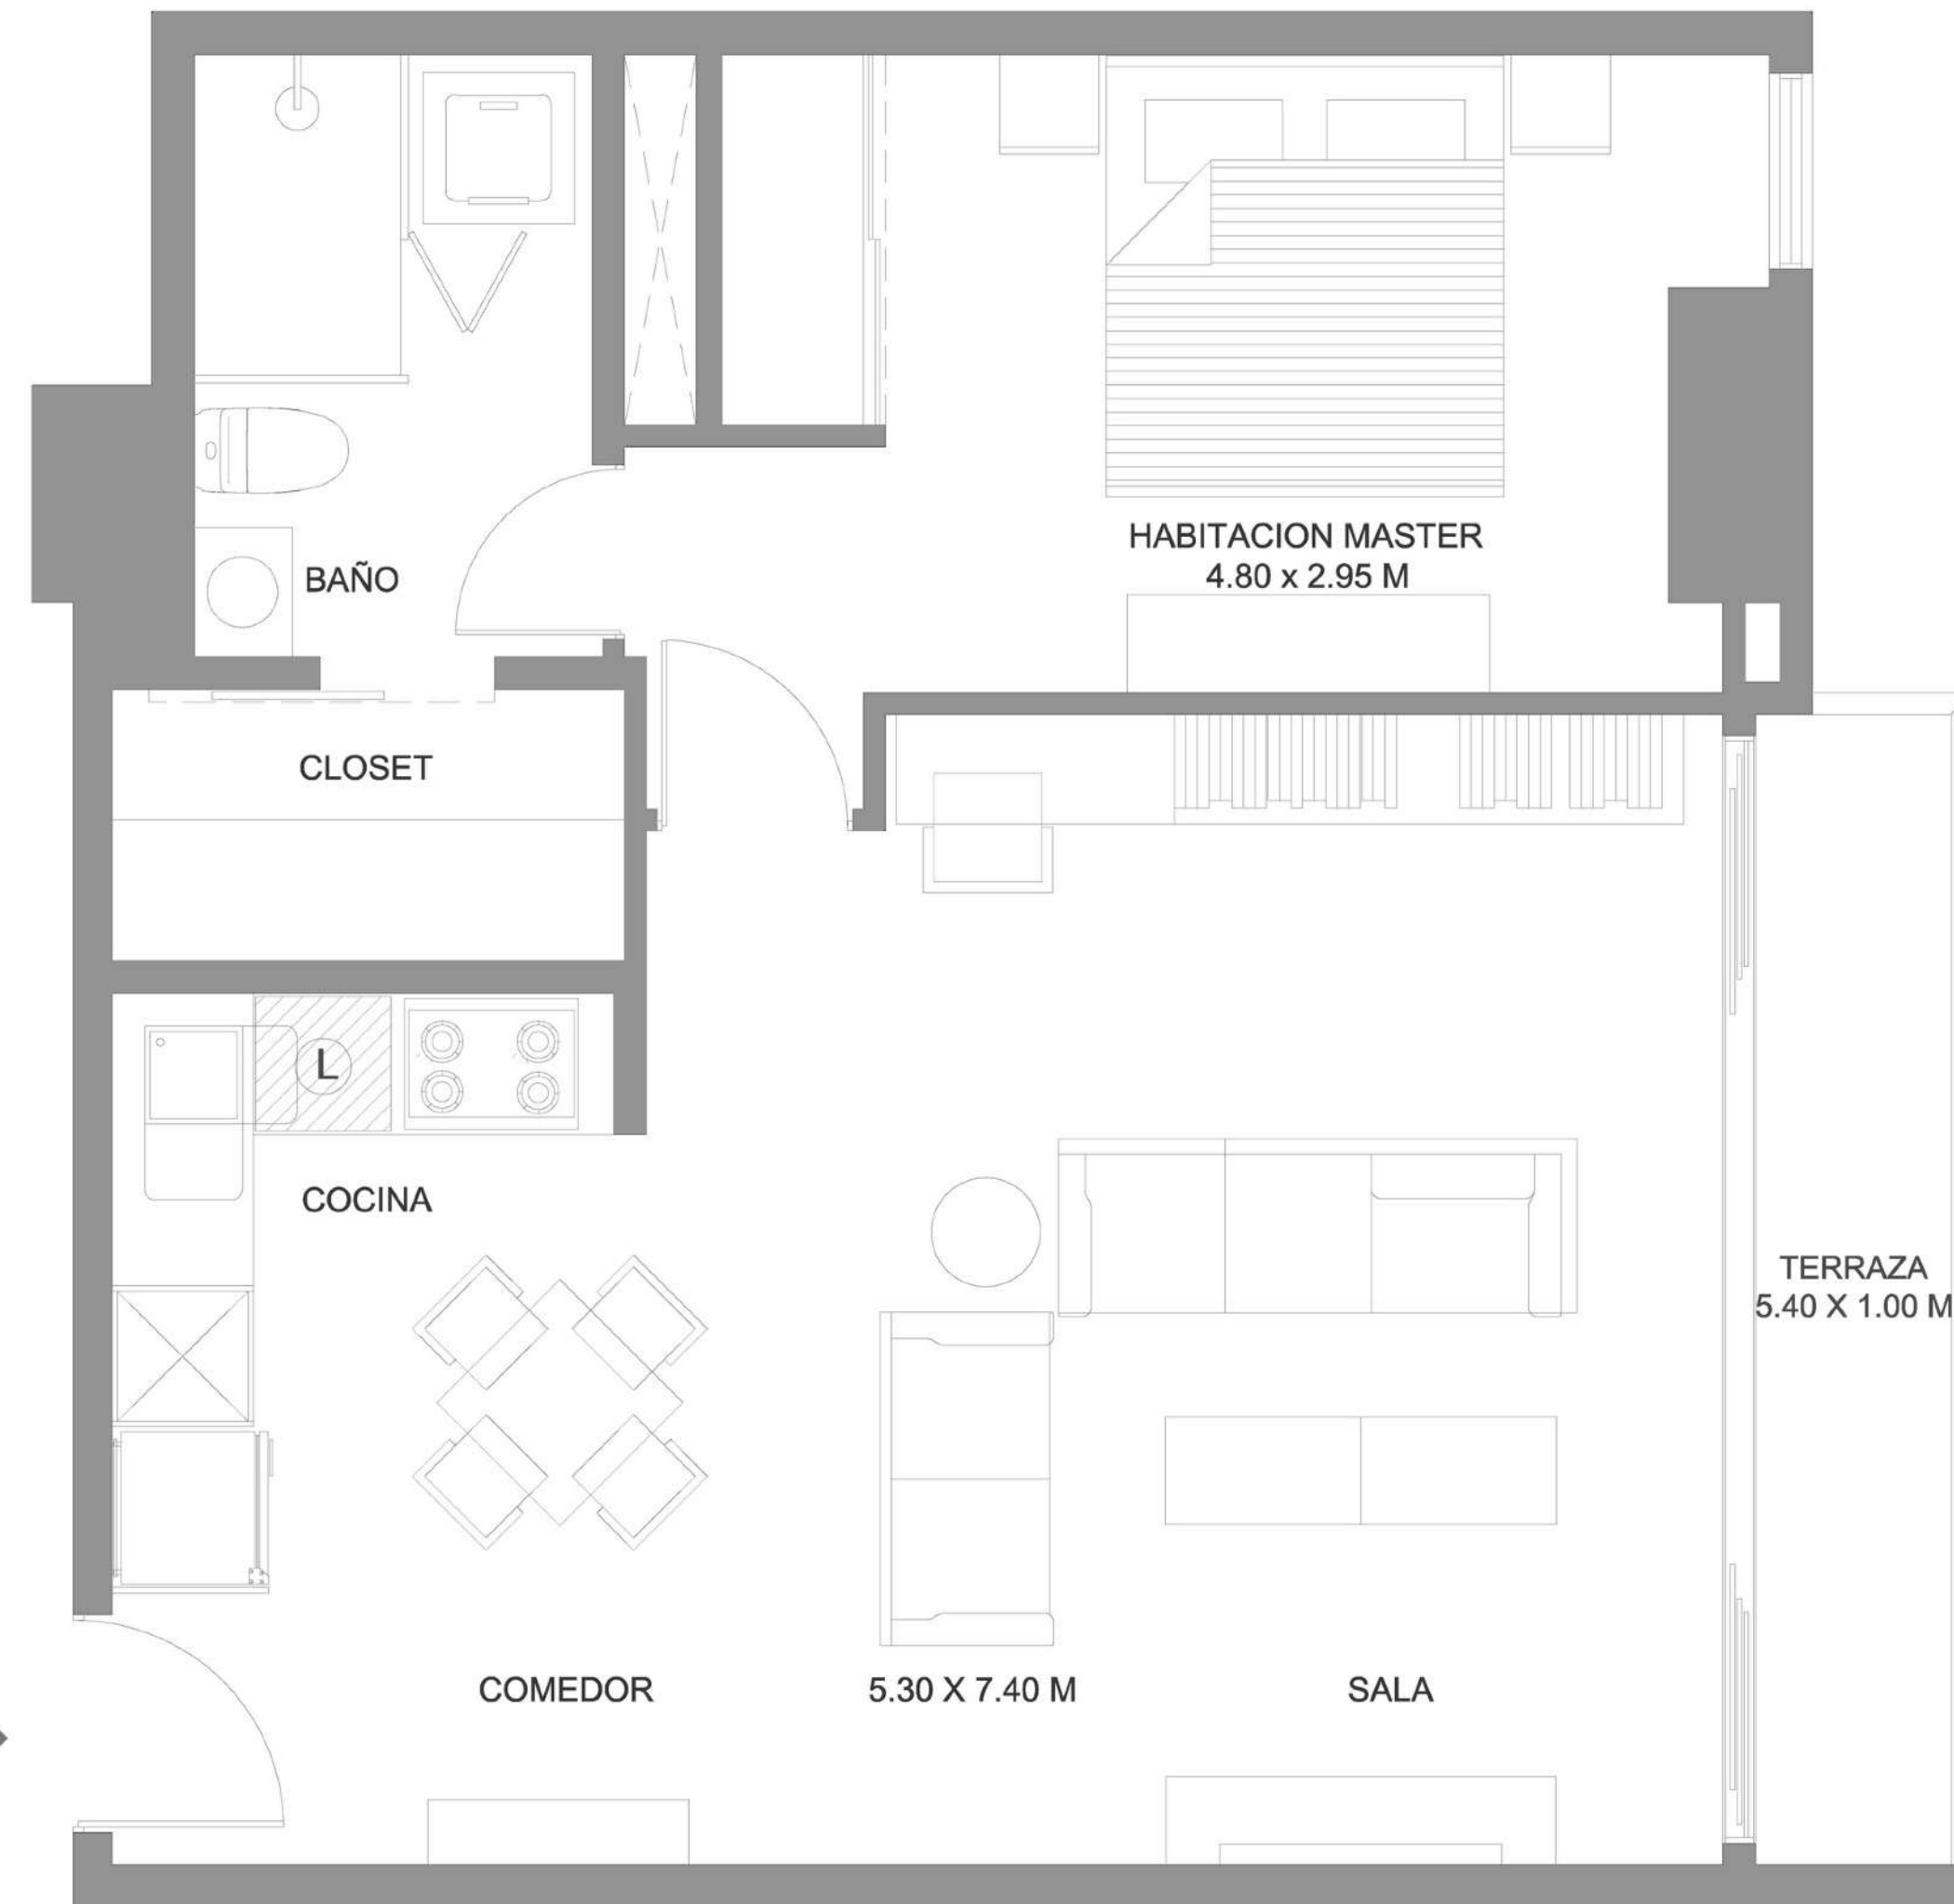 HABITACION MASTER
4.80 x 2.95 M
BAÑO
CLOSET
L
COCINA
TERRAZA
5.40 X 1.00 M
COMEDOR
5.30 X 7.40 M
SALA